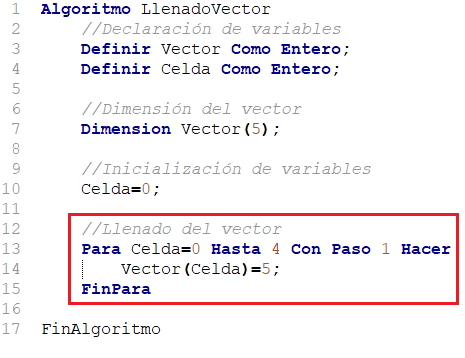 1 Algoritmo LlenadoVector
2 //Declaración de variables
3 Definir Vector Como Entero;
4 Definir Celda Como Entero;
5
6 //Dimensión del vector
7 Dimension Vector(5);
8
9 //Inicialización de variables
10 Celda=0;
11
12 //Llenado del vector
13 Para Celda=0 Hasta 4 Con Paso 1 Hacer
14 Vector(Celda)=5;
15 FinPara
16
17 FinAlgoritmo